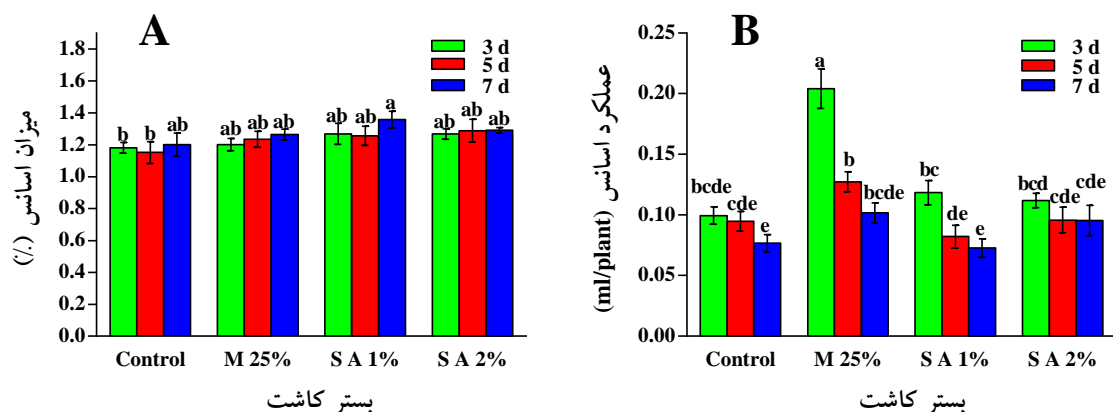 A
3 d
5 d
7 d
میزان اسانس (٪)
1.8
1.6
1.4
1.2
1.0
0.8
0.6
0.4
0.2
0.0
b b ab
ab ab ab
ab ab a
ab ab ab
Control M 25% S A 1% S A 2%
بستر کاشت
B
3 d
5 d
7 d
عملکرد اسانس (ml/plant)
0.25
0.20
0.15
0.10
0.05
0.00
bcde cde e
a b bcde
bc de e
bcd cde cde
Control M 25% S A 1% S A 2%
بستر کاشت